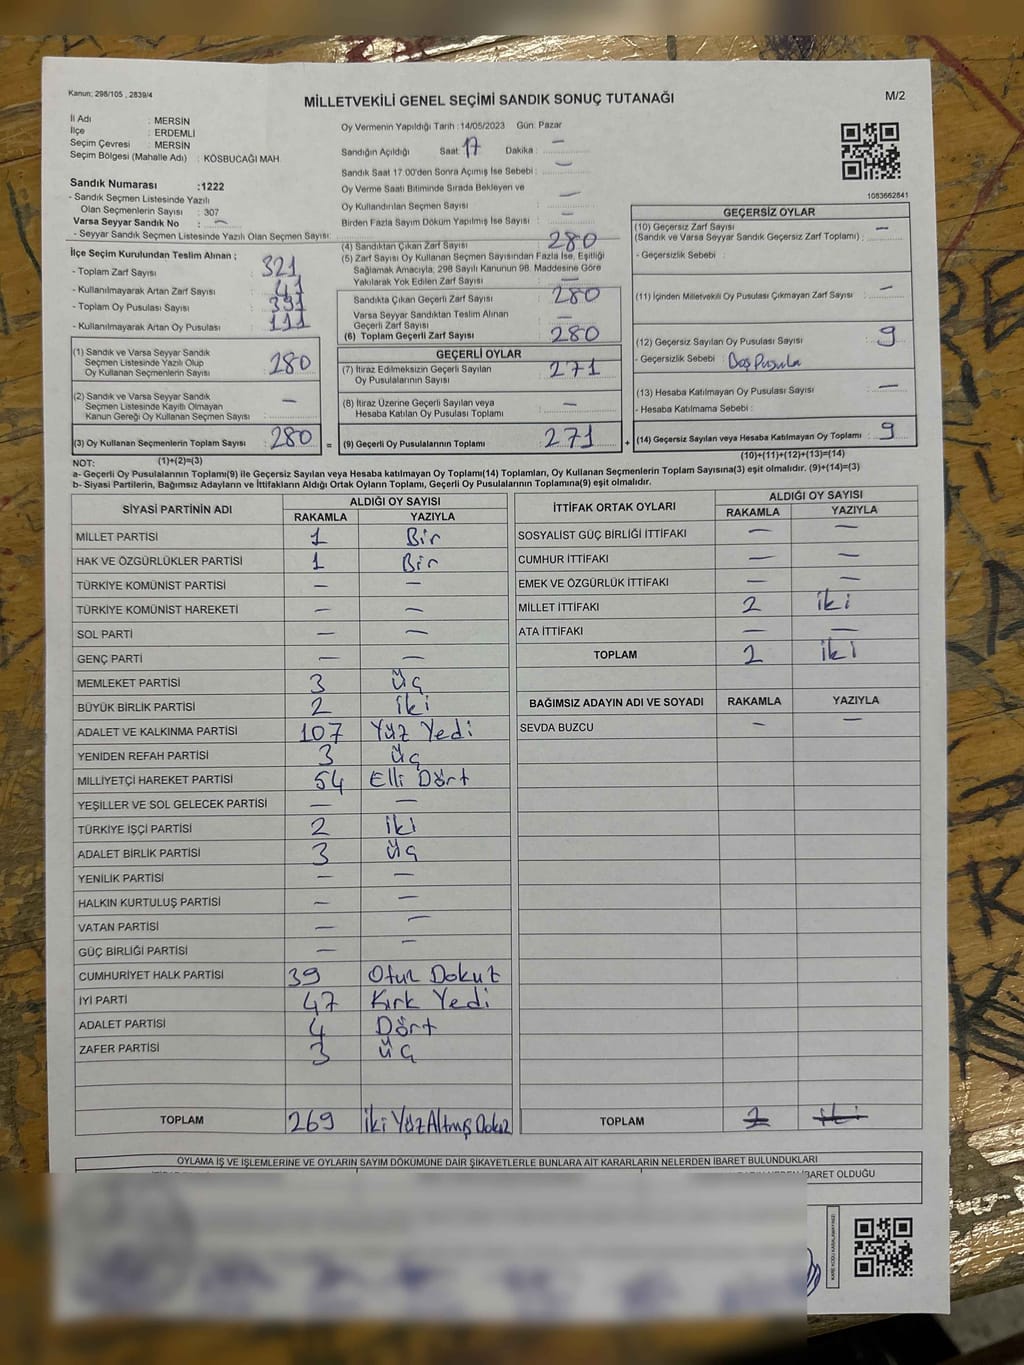 Kanun; 298/105 , 2839/4
MİLLETVEKİLİ GENEL SEÇİMİ SANDIK SONUÇ TUTANAĞI
M/2
İl Adı : MERSİN
İlçe : ERDEMLİ
Seçim Çevresi : MERSİN
Seçim Bölgesi (Mahalle Adı) : KÖSBUCAĞI MAH.
Sandık Numarası :1222
- Sandık Seçmen Listesinde Yazılı
Olan Seçmenlerin Sayısı : 307
Varsa Seyyar Sandık No : —
- Seyyar Sandık Seçmen Listesinde Yazılı Olan Seçmen Sayısı:
Oy Vermenin Yapıldığı Tarih :14/05/2023 Gün: Pazar
Sandığın Açıldığı Saat: 17 Dakika : —
Sandık Saat 17:00'den Sonra Açımış İse Sebebi : —
Oy Verme Saati Bitiminde Sırada Bekleyen ve
Oy Kullandırılan Seçmen Sayısı : —
Birden Fazla Sayım Döküm Yapılmış İse Sayısı : —
1083662841
İlçe Seçim Kurulundan Teslim Alınan ;
- Toplam Zarf Sayısı : 321
- Kullanılmayarak Artan Zarf Sayısı : 41
- Toplam Oy Pusulası Sayısı : 391
- Kullanılmayarak Artan Oy Pusulası : 111
(1) Sandık ve Varsa Seyyar Sandık
Seçmen Listesinde Yazılı Olup
Oy Kullanan Seçmenlerin Sayısı : 280
(2) Sandık ve Varsa Seyyar Sandık
Seçmen Listesinde Kayıtlı Olmayan
Kanun Gereği Oy Kullanan Seçmen Sayısı : —
(3) Oy Kullanan Seçmenlerin Toplam Sayısı : 280 =
(1)+(2)=(3)
(4) Sandıktan Çıkan Zarf Sayısı : 280
(5) Zarf Sayısı Oy Kullanan Seçmen Sayısından Fazla İse, Eşitliği
Sağlamak Amacıyla, 298 Sayılı Kanunun 98. Maddesine Göre
Yakılarak Yok Edilen Zarf Sayısı : —
Sandıkta Çıkan Geçerli Zarf Sayısı : 280
Varsa Seyyar Sandıktan Teslim Alınan
Geçerli Zarf Sayısı : —
(6) Toplam Geçerli Zarf Sayısı : 280
GEÇERLİ OYLAR
(7) İtiraz Edilmeksizin Geçerli Sayılan
Oy Pusulalarının Sayısı : 271
(8) İtiraz Üzerine Geçerli Sayılan veya
Hesaba Katılan Oy Pusulası Toplamı : —
(9) Geçerli Oy Pusulalarının Toplamı : 271 +
GEÇERSİZ OYLAR
(10) Geçersiz Zarf Sayısı
(Sandık ve Varsa Seyyar Sandık Geçersiz Zarf Toplamı) : —
- Geçersizlik Sebebi :
(11) İçinden Milletvekili Oy Pusulası Çıkmayan Zarf Sayısı : —
(12) Geçersiz Sayılan Oy Pusulası Sayısı : 9
- Geçersizlik Sebebi : Boş Pusula
(13) Hesaba Katılmayan Oy Pusulası Sayısı : —
- Hesaba Katılmama Sebebi :
(14) Geçersiz Sayılan veya Hesaba Katılmayan Oy Toplamı : 9
(10)+(11)+(12)+(13)=(14)
NOT:
a- Geçerli Oy Pusulalarının Toplamı(9) ile Geçersiz Sayılan veya Hesaba katılmayan Oy Toplamı(14) Toplamları, Oy Kullanan Seçmenlerin Toplam Sayısına(3) eşit olmalıdır. (9)+(14)=(3)
b- Siyasi Partilerin, Bağımsız Adayların ve İttifakların Aldığı Ortak Oyların Toplamı, Geçerli Oy Pusulalarının Toplamına(9) eşit olmalıdır.
SİYASİ PARTİNİN ADI ALDIĞI OY SAYISI
RAKAMLA YAZIYLA
MİLLET PARTİSİ 1 Bir
HAK VE ÖZGÜRLÜKLER PARTİSİ 1 Bir
TÜRKİYE KOMÜNİST PARTİSİ — —
TÜRKİYE KOMÜNİST HAREKETİ — —
SOL PARTİ — —
GENÇ PARTİ — —
MEMLEKET PARTİSİ 3 Üç
BÜYÜK BİRLİK PARTİSİ 2 iki
ADALET VE KALKINMA PARTİSİ 107 Yüz Yedi
YENİDEN REFAH PARTİSİ 3 Üç
MİLLİYETÇİ HAREKET PARTİSİ 54 Elli Dört
YEŞİLLER VE SOL GELECEK PARTİSİ — —
TÜRKİYE İŞÇİ PARTİSİ 2 iki
ADALET BİRLİK PARTİSİ 3 Üç
YENİLİK PARTİSİ — —
HALKIN KURTULUŞ PARTİSİ — —
VATAN PARTİSİ — —
GÜÇ BİRLİĞİ PARTİSİ — —
CUMHURİYET HALK PARTİSİ 39 Otuz Dokuz
İYİ PARTİ 47 Kırk Yedi
ADALET PARTİSİ 4 Dört
ZAFER PARTİSİ 3 Üç
TOPLAM 269 iki Yüz Altmış Dokuz
İTTİFAK ORTAK OYLARI ALDIĞI OY SAYISI
RAKAMLA YAZIYLA
SOSYALİST GÜÇ BİRLİĞİ İTTİFAKI — —
CUMHUR İTTİFAKI — —
EMEK VE ÖZGÜRLÜK İTTİFAKI — —
MİLLET İTTİFAKI 2 iki
ATA İTTİFAKI — —
TOPLAM 2 iki
BAĞIMSIZ ADAYIN ADI VE SOYADI RAKAMLA YAZIYLA
SEVDA BUZCU — —
TOPLAM 2 iki
OYLAMA İŞ VE İŞLEMLERİNE VE OYLARIN SAYIM DÖKÜMÜNE DAİR ŞİKAYETLERLE BUNLARA AİT KARARLARIN NELERDEN İBARET BULUNDUKLARI
İBARET OLDUĞU